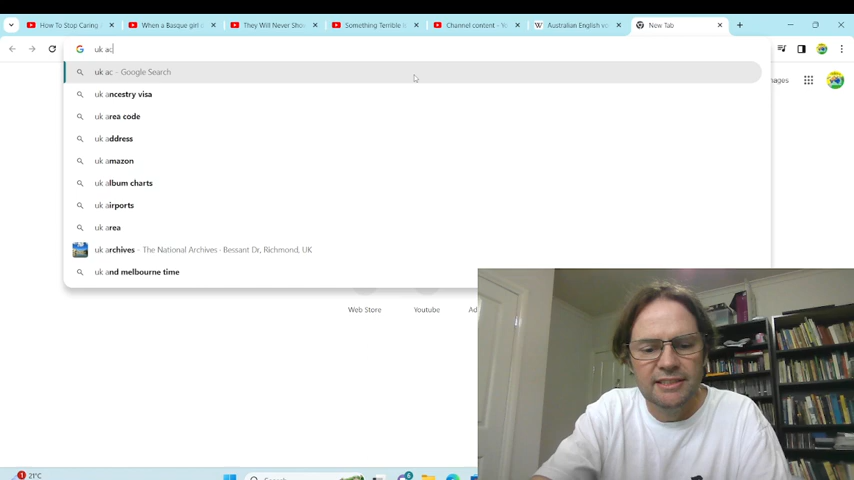 How To Stop Caring
When a Basque girl a
They Will Never Sho
Something Terrible i
Channel content - Yo
W Australian English vo
New Tab
uk ac
uk ac - Google Search
uk ancestry visa
uk area code
uk address
uk amazon
uk album charts
uk airports
uk area
uk archives - The National Archives - Bessant Dr, Richmond, UK
uk and melbourne time
Web Store
Youtube
Ad
1
21°C
Search
6